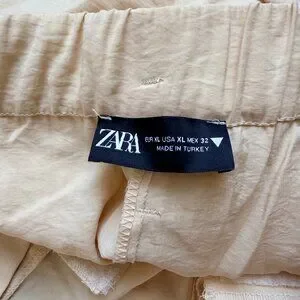 ZARA
EUR XL USA XL MEX 32
MADE IN TURKEY